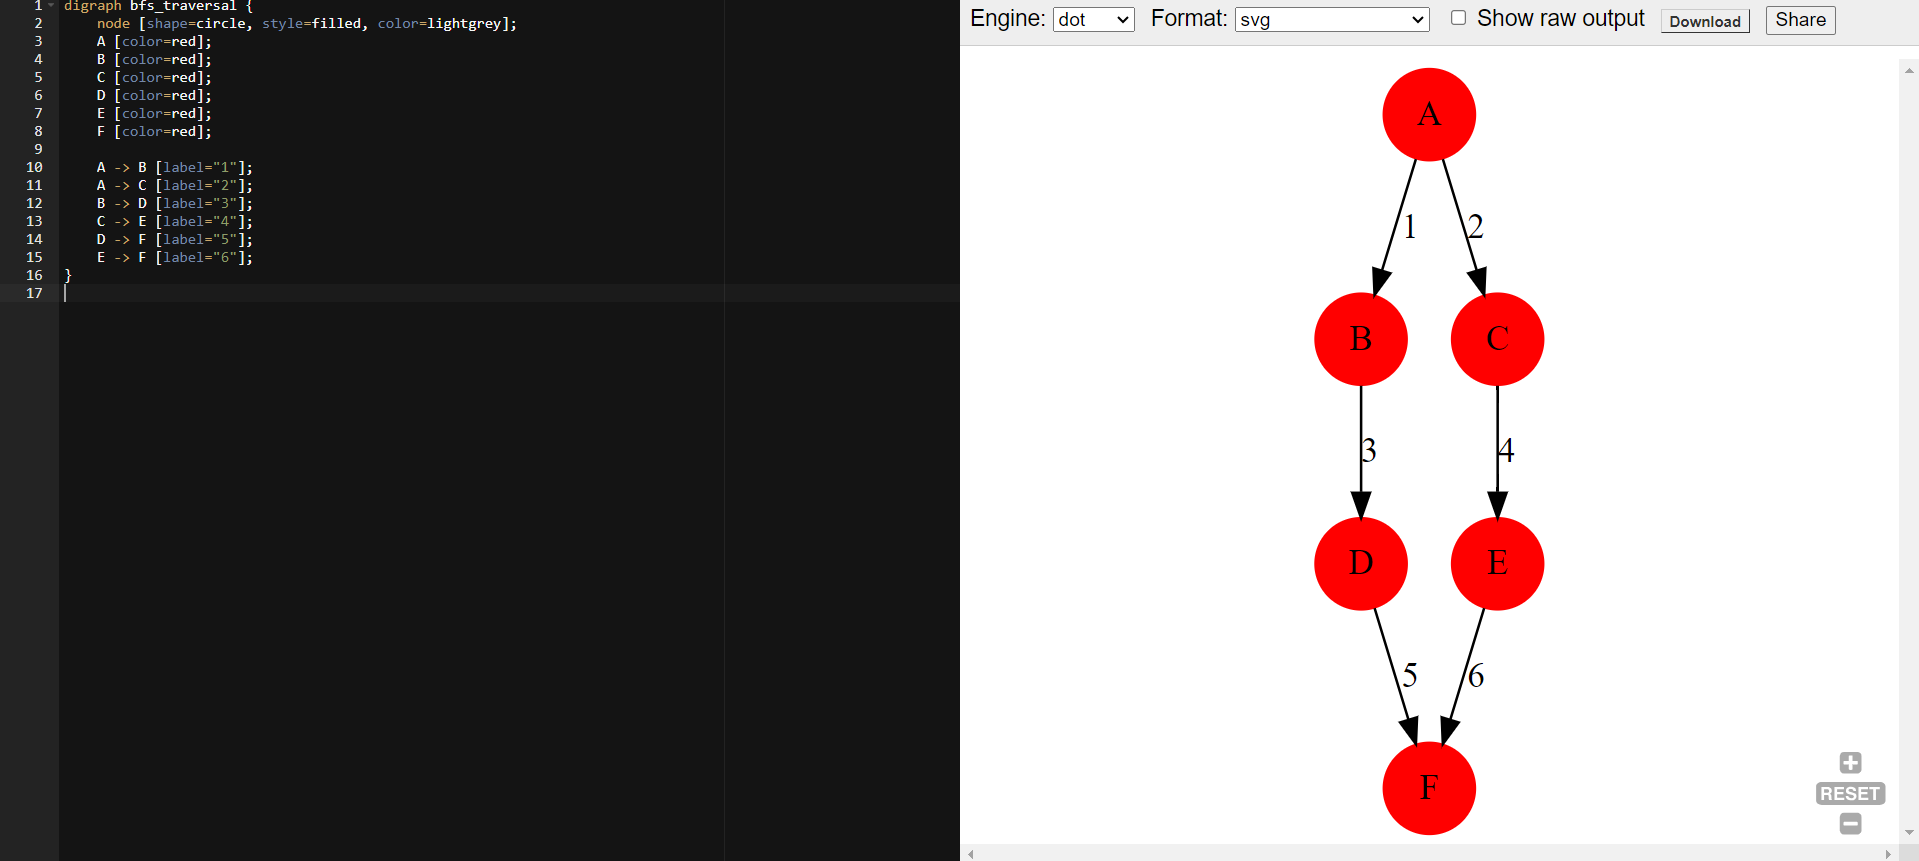 1 digraph bfs_traversal {
2 node [shape=circle, style=filled, color=lightgrey];
3 A [color=red];
4 B [color=red];
5 C [color=red];
6 D [color=red];
7 E [color=red];
8 F [color=red];
9
10 A -> B [label="1"];
11 A -> C [label="2"];
12 B -> D [label="3"];
13 C -> E [label="4"];
14 D -> F [label="5"];
15 E -> F [label="6"];
16 }
17
Engine: dot Format: svg Show raw output Download Share
A
1 2
B C
3 4
D E
5 6
F
+
RESET
−